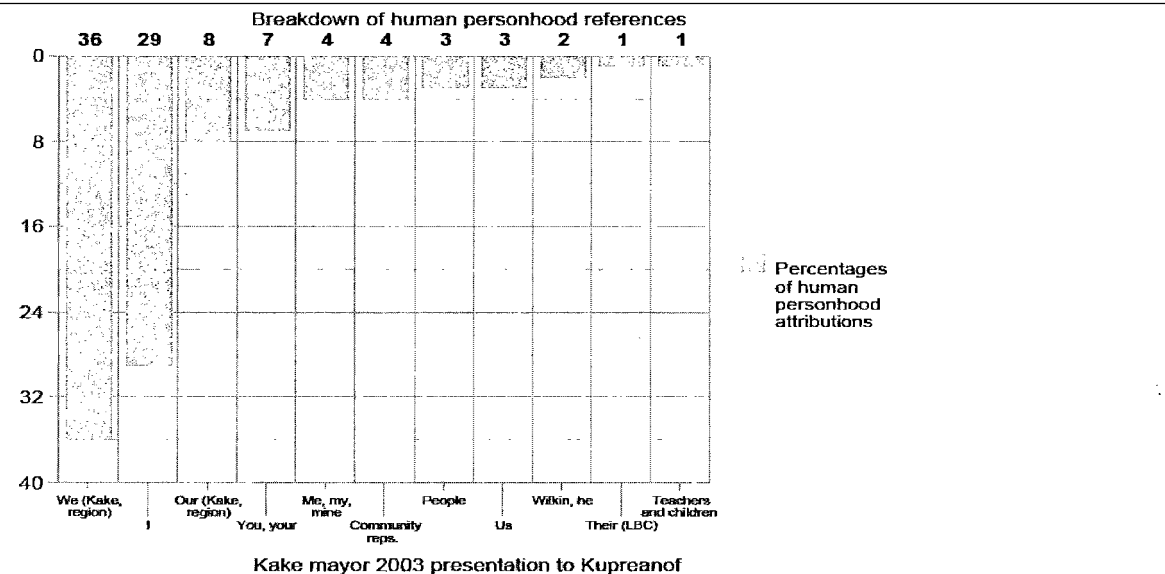 Breakdown of human personhood references
36 29 8 7 4 4 3 3 2 1 1
0
8
16
24
32
40
We (Kake, region)
I
Our (Kake, region)
You, your
Me, my, mine
Community reps.
People
Us
Wilkin, he
Their (LBC)
Teachers and children
Percentages
of human
personhood
attributions
Kake mayor 2003 presentation to Kupreanof